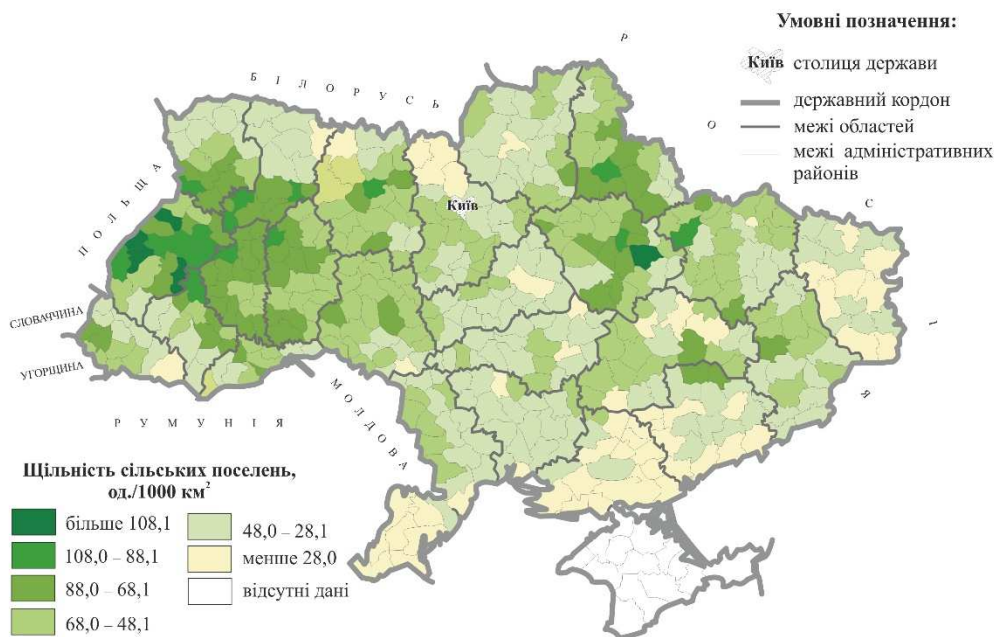 Умовні позначення:
Київ столиця держави
державний кордон
межі областей
межі адміністративних
районів
Б І Л О Р У С Ь
Р О С І Я
П О Л Ь Щ А
Київ
СЛОВАЧЧИНА
УГОРЩИНА
Р У М У Н І Я
М О Л Д О В А
Щільність сільських поселень,
од./1000 км²
більше 108,1
108,0 – 88,1
88,0 – 68,1
68,0 – 48,1
48,0 – 28,1
менше 28,0
відсутні дані